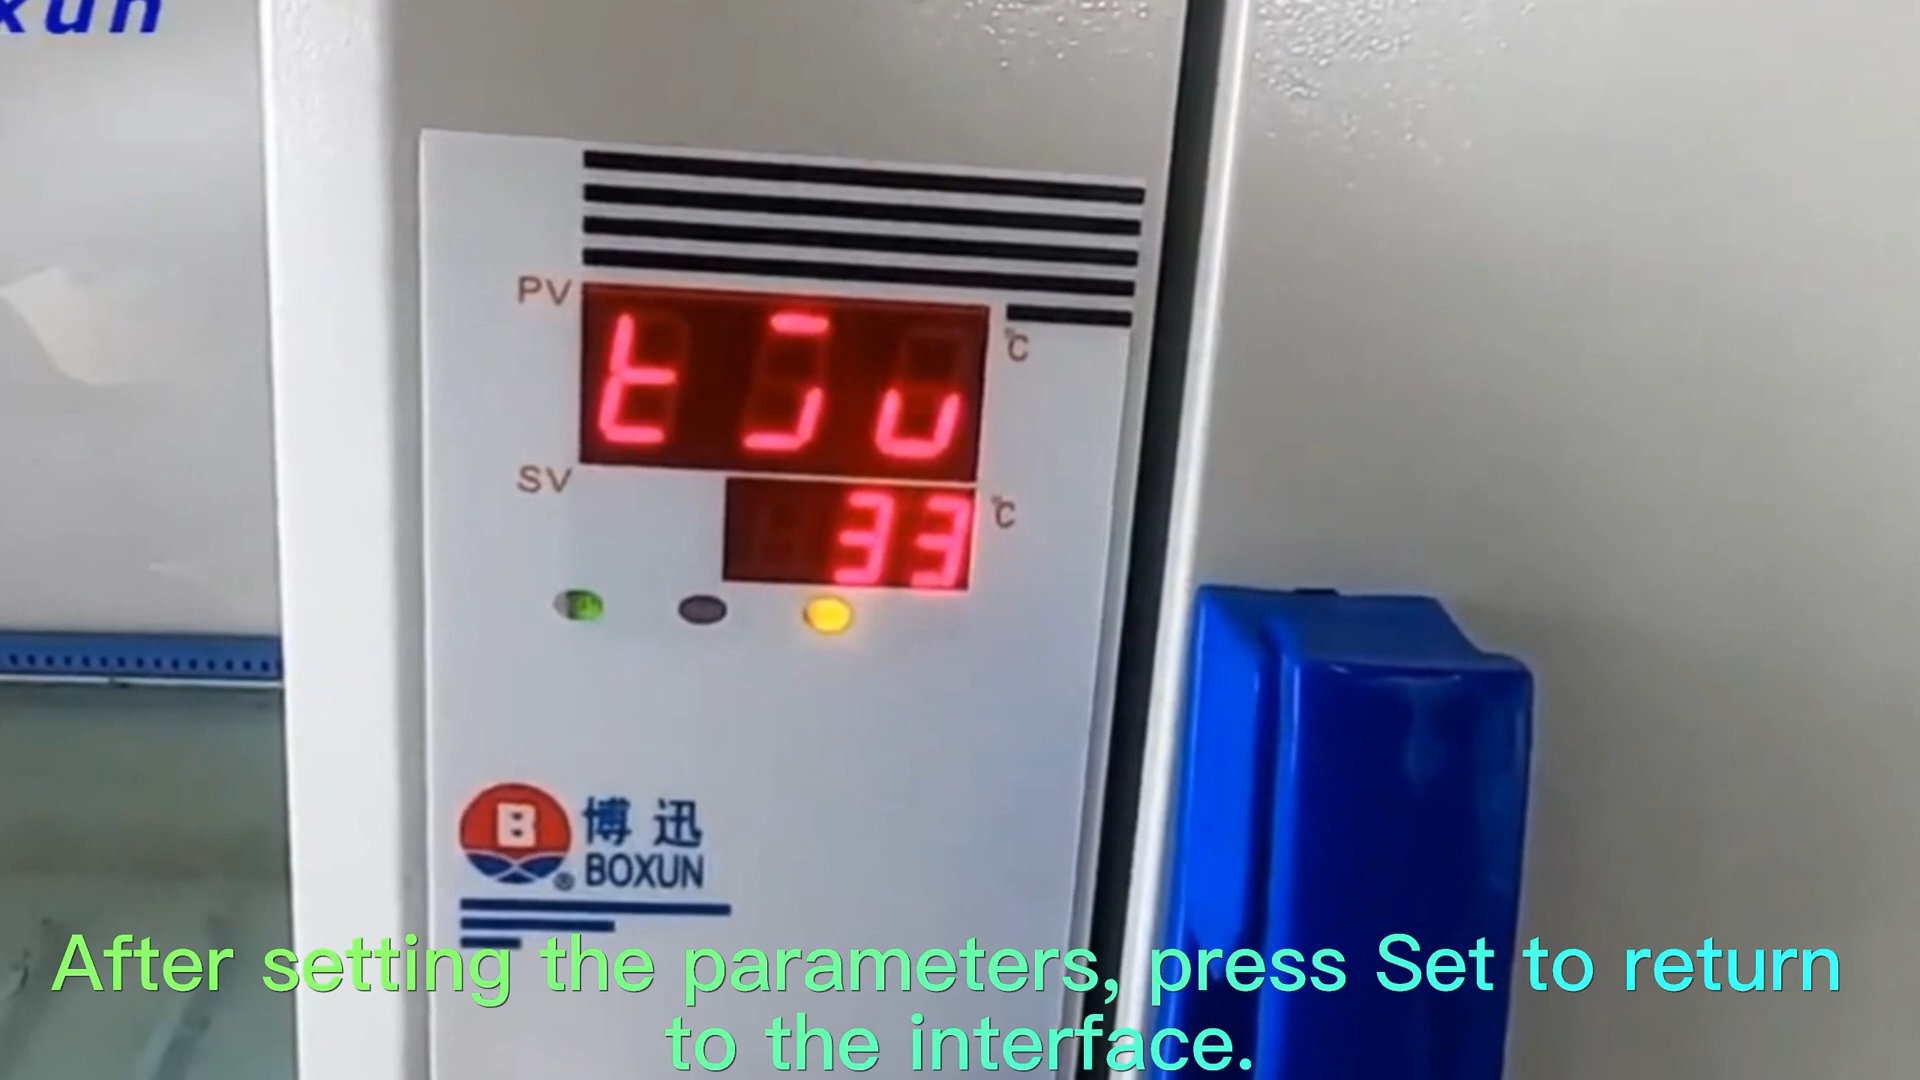 xun
PV
°C
SV
33
°C
B
博迅
® BOXUN
After setting the parameters, press Set to return
to the interface.